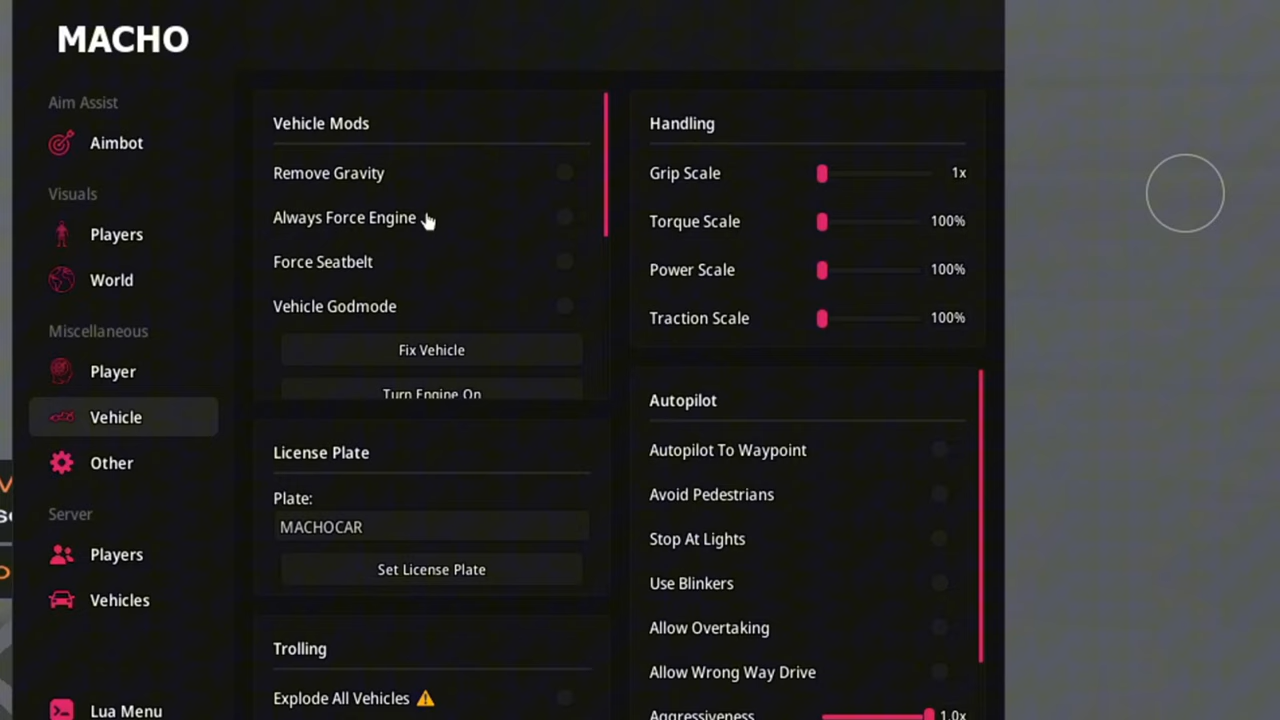 MACHO
Aim Assist
Aimbot
Visuals
Players
World
Miscellaneous
Player
Vehicle
Other
Server
Players
Vehicles
Lua Menu
Vehicle Mods
Remove Gravity
Always Force Engine
Force Seatbelt
Vehicle Godmode
Fix Vehicle
Turn Engine On
License Plate
Plate:
MACHOCAR
Set License Plate
Trolling
Explode All Vehicles
Handling
Grip Scale 1x
Torque Scale 100%
Power Scale 100%
Traction Scale 100%
Autopilot
Autopilot To Waypoint
Avoid Pedestrians
Stop At Lights
Use Blinkers
Allow Overtaking
Allow Wrong Way Drive
Aggressiveness 1.0x